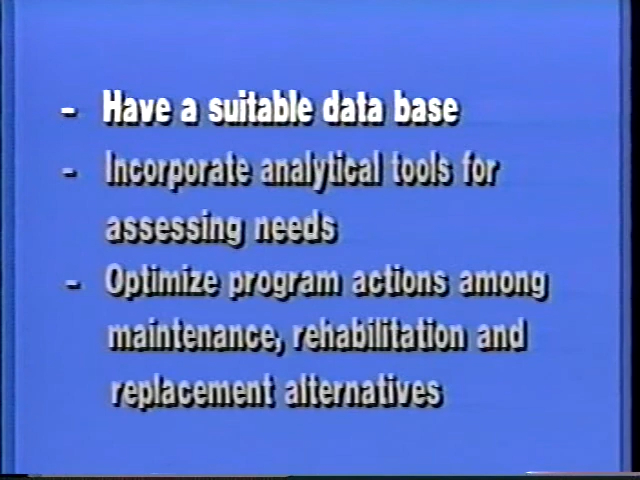 - Have a suitable data base
- Incorporate analytical tools for
assessing needs
- Optimize program actions among
maintenance, rehabilitation and
replacement alternatives